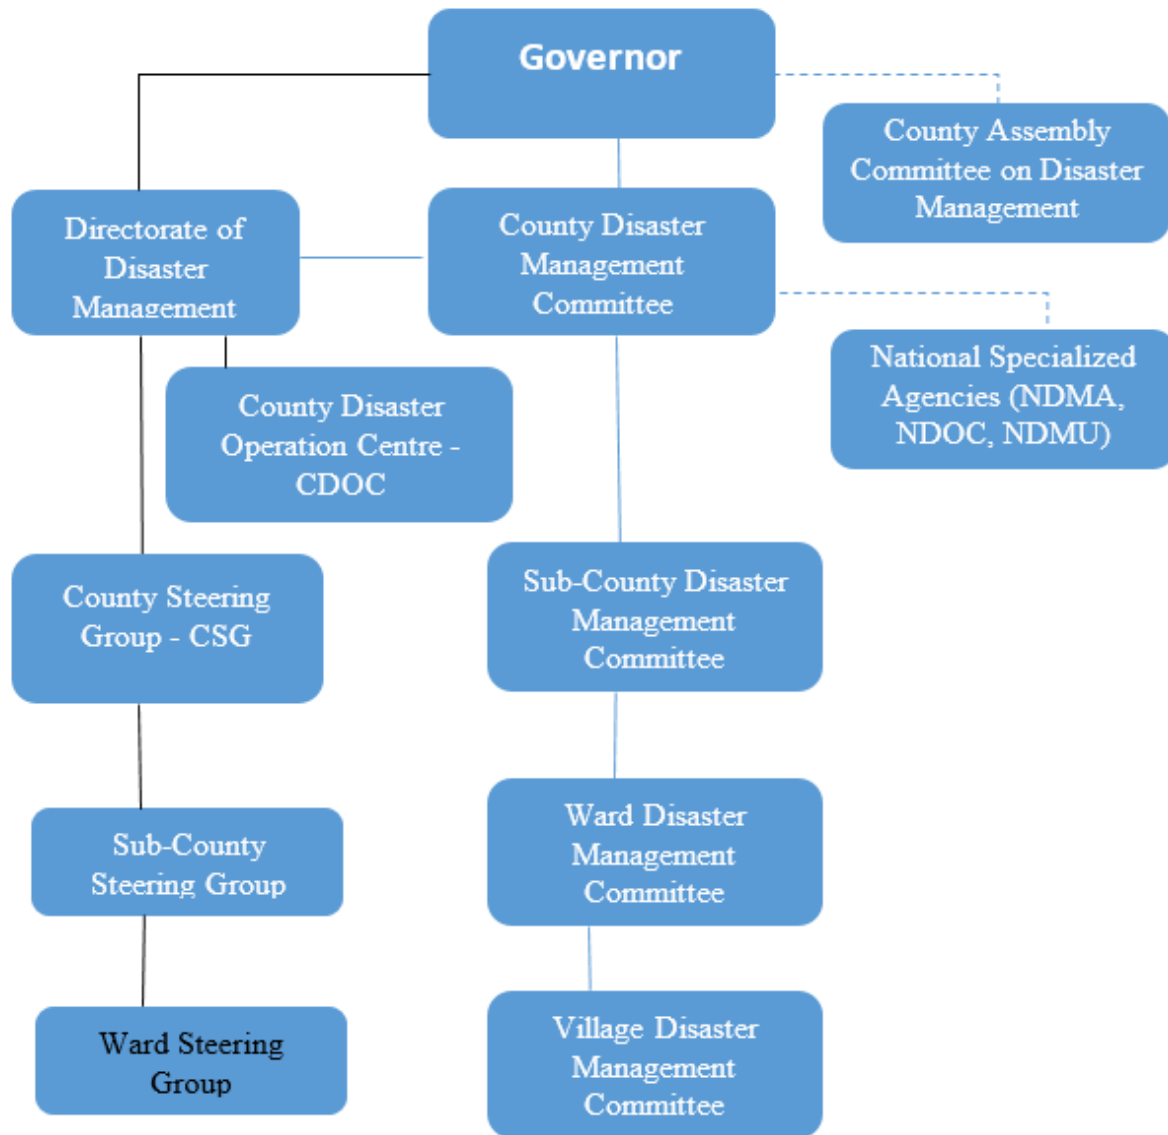 Governor
County Assembly
Committee on Disaster
Management
Directorate of
Disaster
Management
County Disaster
Management
Committee
National Specialized
Agencies (NDMA,
NDOC, NDMU)
County Disaster
Operation Centre -
CDOC
County Steering
Group - CSG
Sub-County Disaster
Management
Committee
Sub-County
Steering Group
Ward Disaster
Management
Committee
Ward Steering
Group
Village Disaster
Management
Committee